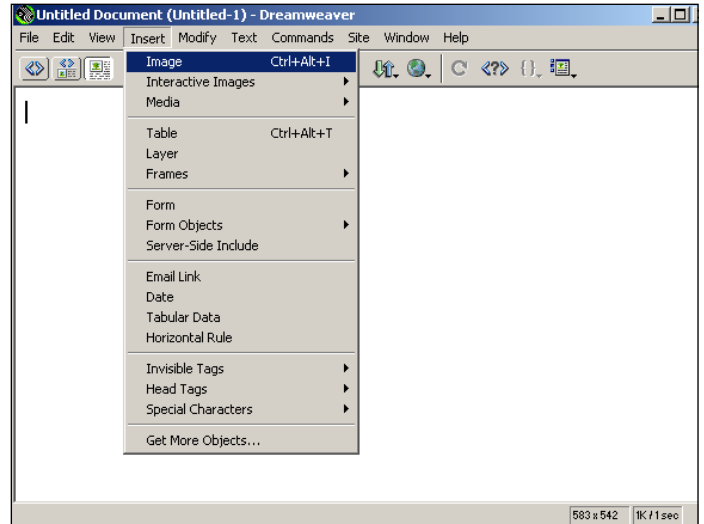 Untitled Document (Untitled-1) - Dreamweaver
File Edit View Insert Modify Text Commands Site Window Help
Image Ctrl+Alt+I
Interactive Images
Media
Table Ctrl+Alt+T
Layer
Frames
Form
Form Objects
Server-Side Include
Email Link
Date
Tabular Data
Horizontal Rule
Invisible Tags
Head Tags
Special Characters
Get More Objects...
583 x 542 1K / 1 sec